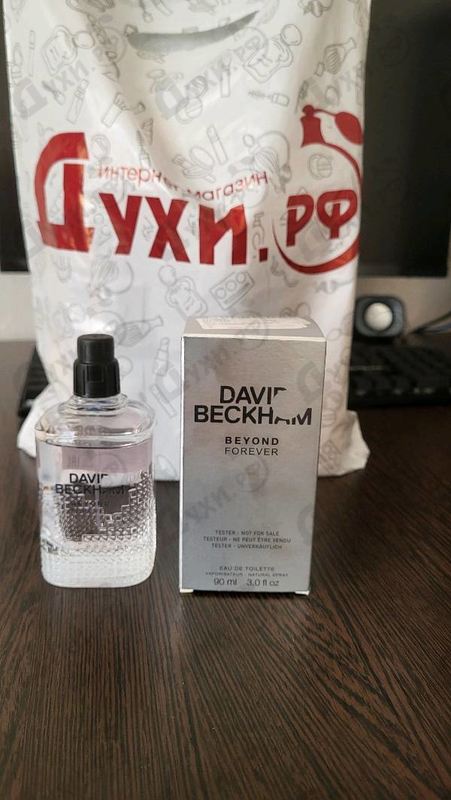 интернет магазин
Духи.РФ
DAVID
BECKHAM
BEYOND
FOREVER
TESTER - NOT FOR SALE
TESTEUR - NE PEUT ÊTRE VENDU
TESTER - UNVERKÄUFLICH
EAU DE TOILETTE
VAPORISATEUR - NATURAL SPRAY
90 ml 3,0 fl oz
DAVID
BECKHAM
BEYOND